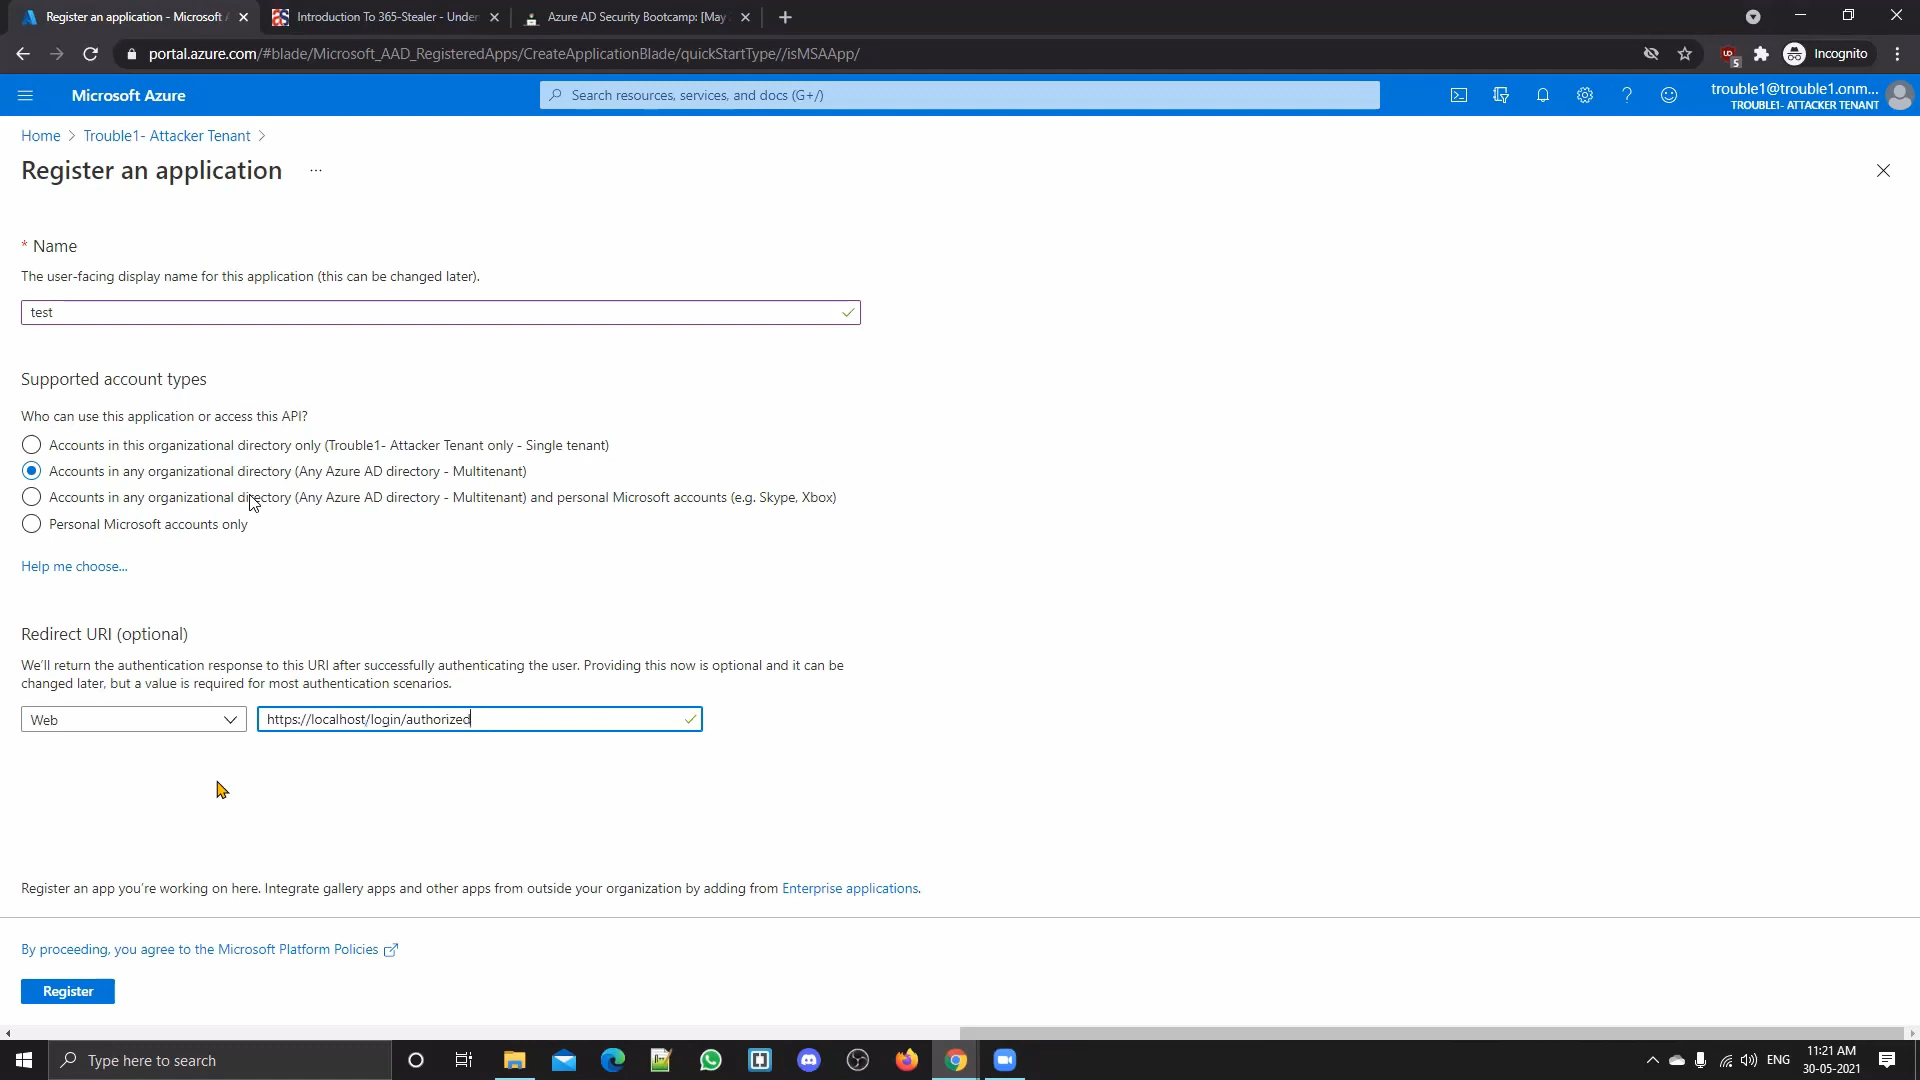 Register an application - Microsoft A
Introduction To 365-Stealer - Under
Azure AD Security Bootcamp: [May
portal.azure.com/#blade/Microsoft_AAD_RegisteredApps/CreateApplicationBlade/quickStartType//isMSAApp/
UD
5
Incognito
Microsoft Azure
Search resources, services, and docs (G+/)
trouble1@trouble1.onm...
TROUBLE1- ATTACKER TENANT
Home > Trouble1- Attacker Tenant >
Register an application ...
* Name
The user-facing display name for this application (this can be changed later).
test
Supported account types
Who can use this application or access this API?
Accounts in this organizational directory only (Trouble1- Attacker Tenant only - Single tenant)
Accounts in any organizational directory (Any Azure AD directory - Multitenant)
Accounts in any organizational directory (Any Azure AD directory - Multitenant) and personal Microsoft accounts (e.g. Skype, Xbox)
Personal Microsoft accounts only
Help me choose...
Redirect URI (optional)
We'll return the authentication response to this URI after successfully authenticating the user. Providing this now is optional and it can be
changed later, but a value is required for most authentication scenarios.
Web
https://localhost/login/authorized
Register an app you're working on here. Integrate gallery apps and other apps from outside your organization by adding from Enterprise applications.
By proceeding, you agree to the Microsoft Platform Policies
Register
Type here to search
ENG
11:21 AM
30-05-2021